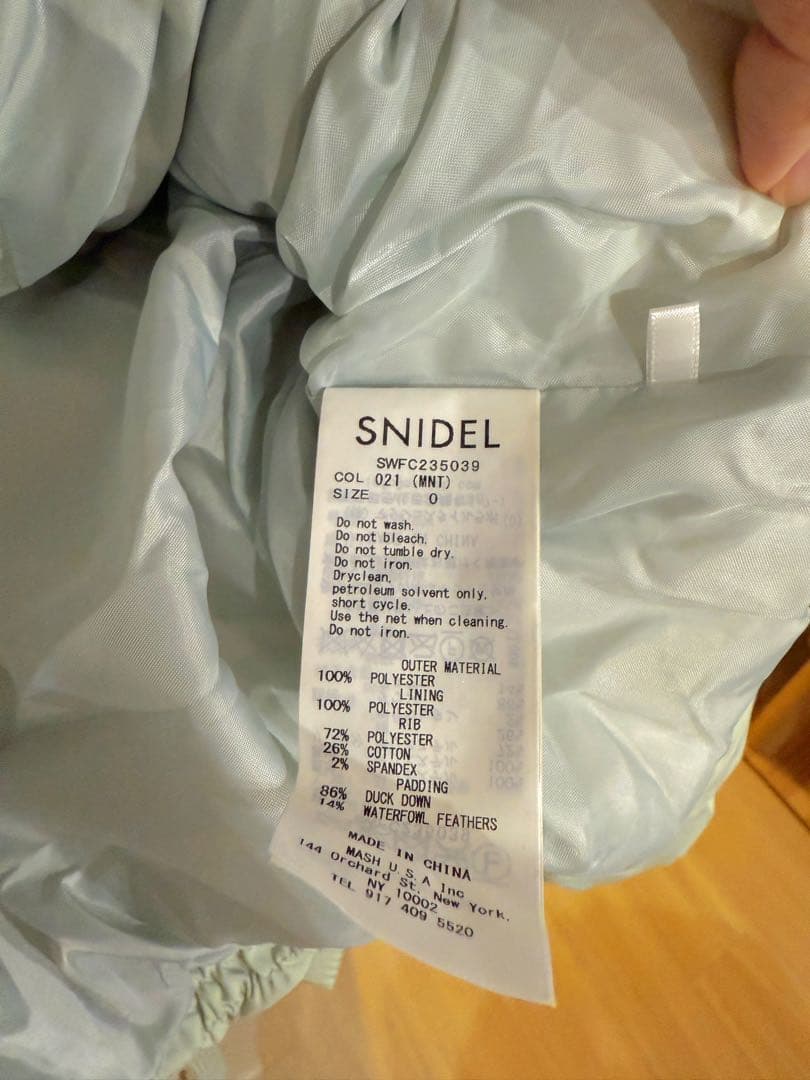 SNIDEL
SWFC235039
COL 021 (MNT)
SIZE 0
Do not wash.
Do not bleach.
Do not tumble dry.
Do not iron.
Dryclean,
petroleum solvent only,
short cycle.
Use the net when cleaning.
Do not iron.
OUTER MATERIAL
100% POLYESTER
LINING
100% POLYESTER
RIB
72% POLYESTER
26% COTTON
2% SPANDEX
PADDING
86% DUCK DOWN
14% WATERFOWL FEATHERS
MADE IN CHINA
MASH U.S.A Inc
144 Orchard St. New York,
NY 10002
TEL 917 409 5520